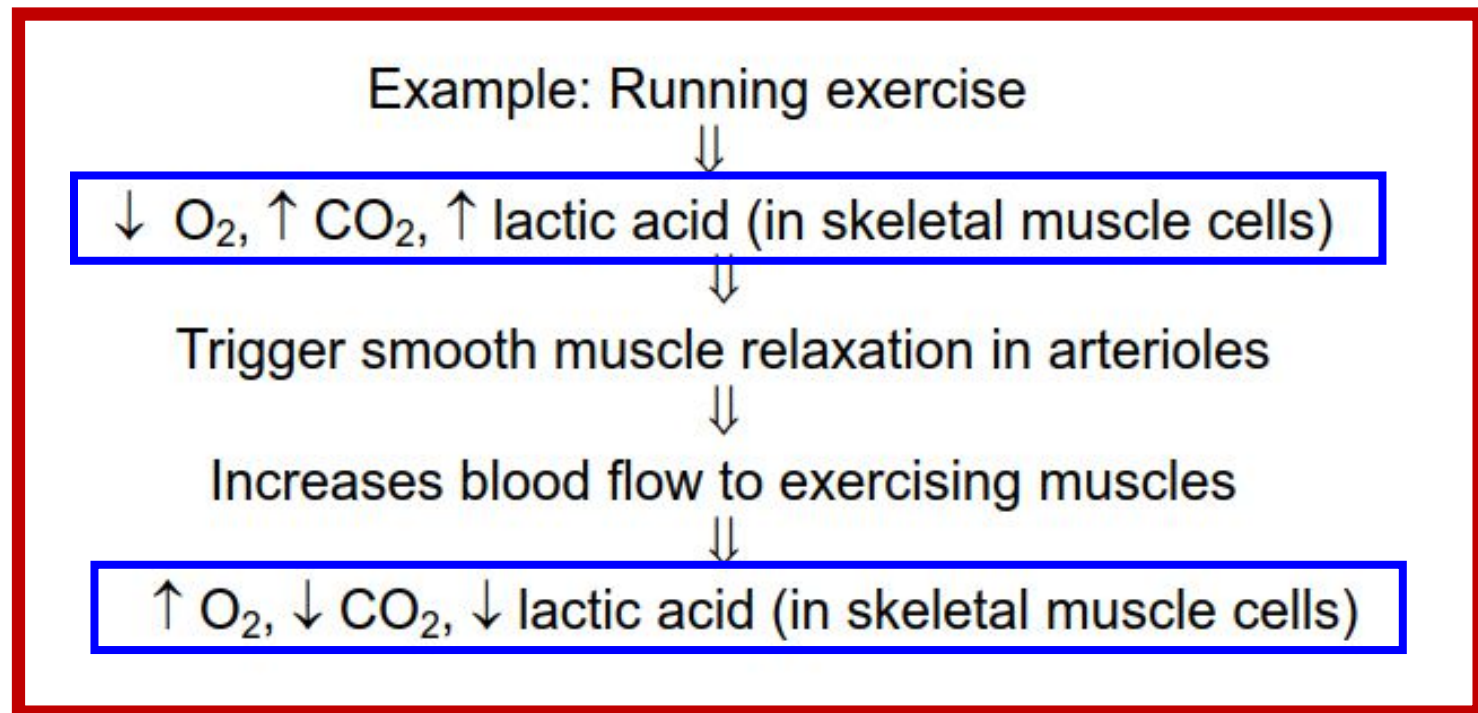 Example: Running exercise
⇓
↓ O₂, ↑ CO₂, ↑ lactic acid (in skeletal muscle cells)
⇓
Trigger smooth muscle relaxation in arterioles
⇓
Increases blood flow to exercising muscles
⇓
↑ O₂, ↓ CO₂, ↓ lactic acid (in skeletal muscle cells)